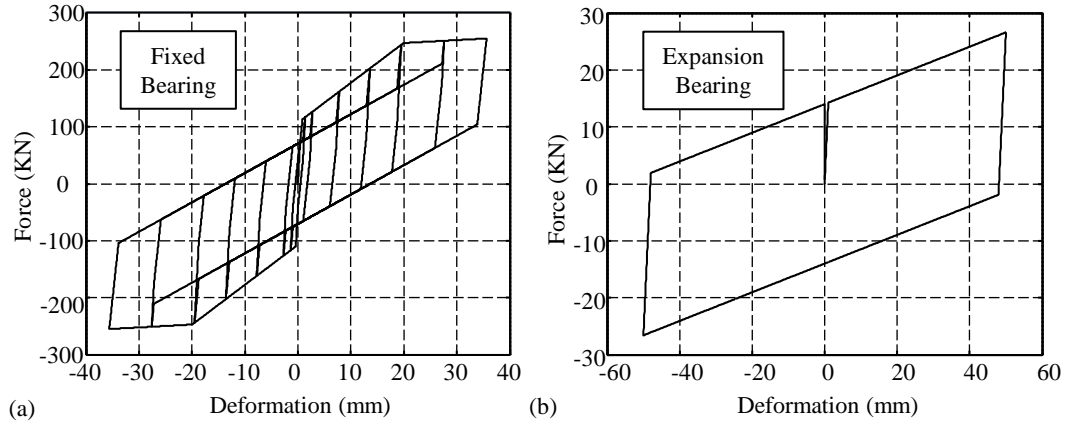 300
200
100
0
-100
-200
-300
Force (KN)
Fixed
Bearing
-40 -30 -20 -10 0 10 20 30 40
(a)
Deformation (mm)
30
20
10
0
-10
-20
-30
Force (KN)
Expansion
Bearing
-60 -40 -20 0 20 40 60
(b)
Deformation (mm)